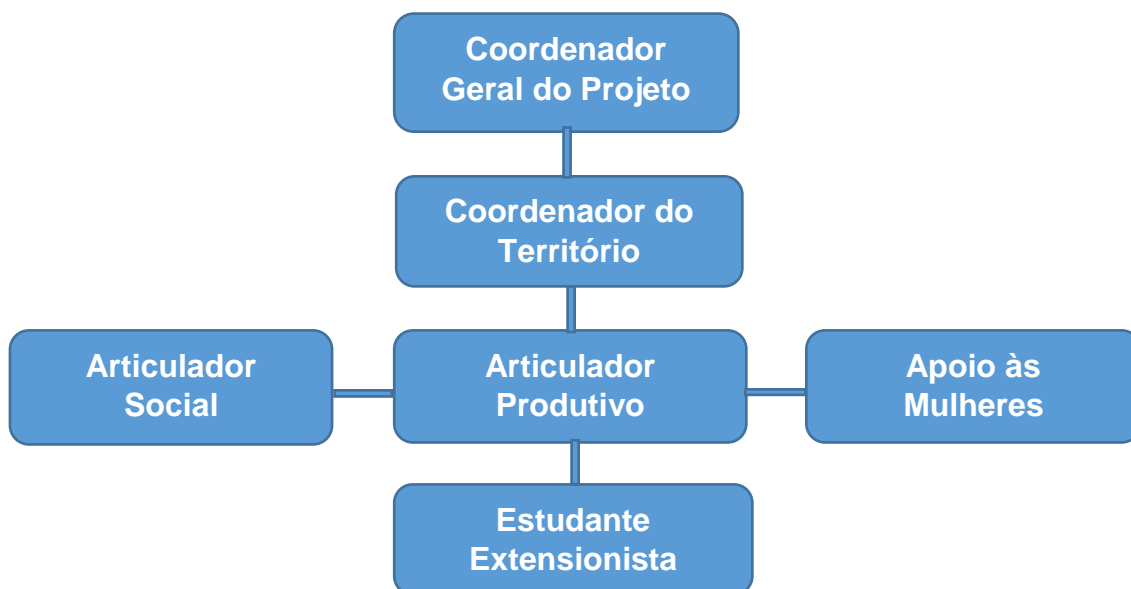 Coordenador
Geral do Projeto
Coordenador do
Território
Articulador
Social
Articulador
Produtivo
Apoio às
Mulheres
Estudante
Extensionista